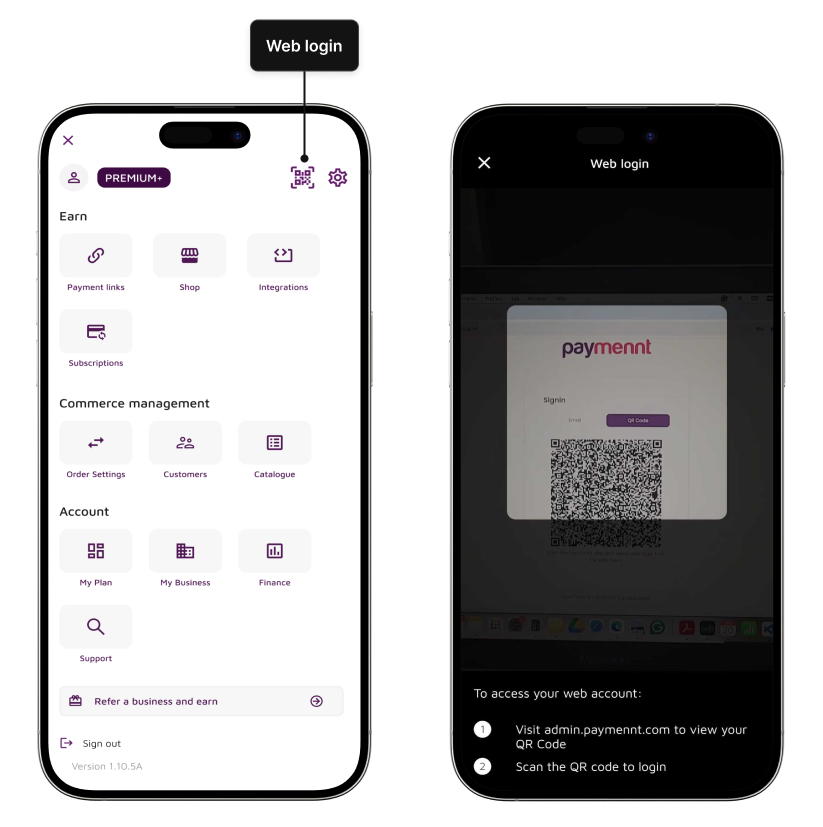 Web login
PREMIUM+
Earn
Payment links
Shop
Integrations
Subscriptions
Commerce management
Order Settings
Customers
Catalogue
Account
My Plan
My Business
Finance
Support
Refer a business and earn
Sign out
Version 1.10.5A
Web login
paymennt
Signin
Email
QR Code
To access your web account:
1 Visit admin.paymennt.com to view your
QR Code
2 Scan the QR code to login